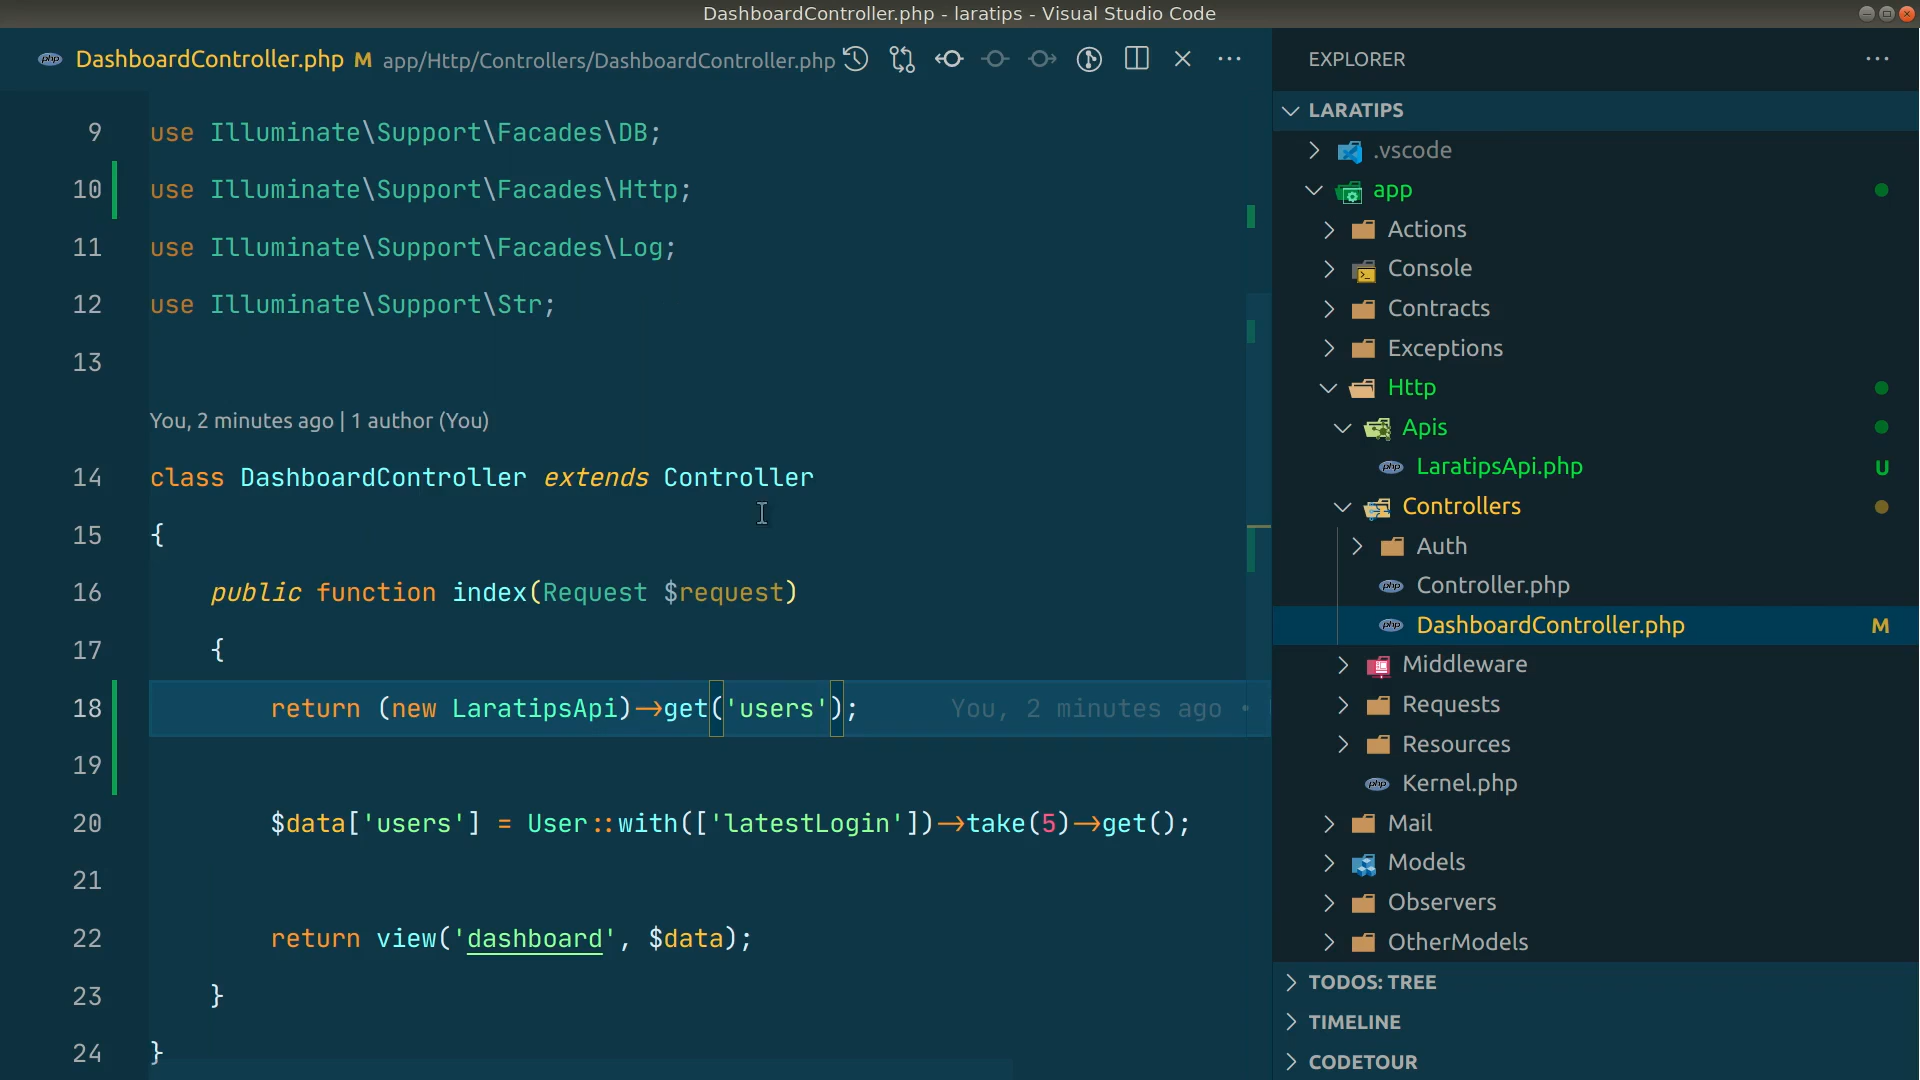 DashboardController.php - laratips - Visual Studio Code
php DashboardController.php M app/Http/Controllers/DashboardController.php
9 use Illuminate\Support\Facades\DB;
10 use Illuminate\Support\Facades\Http;
11 use Illuminate\Support\Facades\Log;
12 use Illuminate\Support\Str;
13
You, 2 minutes ago | 1 author (You)
14 class DashboardController extends Controller
15 {
16 public function index(Request $request)
17 {
18 return (new LaratipsApi)->get('users'); You, 2 minutes ago •
19
20 $data['users'] = User::with(['latestLogin'])->take(5)->get();
21
22 return view('dashboard', $data);
23 }
24 }
EXPLORER
LARATIPS
.vscode
app
Actions
Console
Contracts
Exceptions
Http
Apis
php LaratipsApi.php U
Controllers
Auth
php Controller.php
php DashboardController.php M
Middleware
Requests
Resources
php Kernel.php
Mail
Models
Observers
OtherModels
TODOS: TREE
TIMELINE
CODETOUR